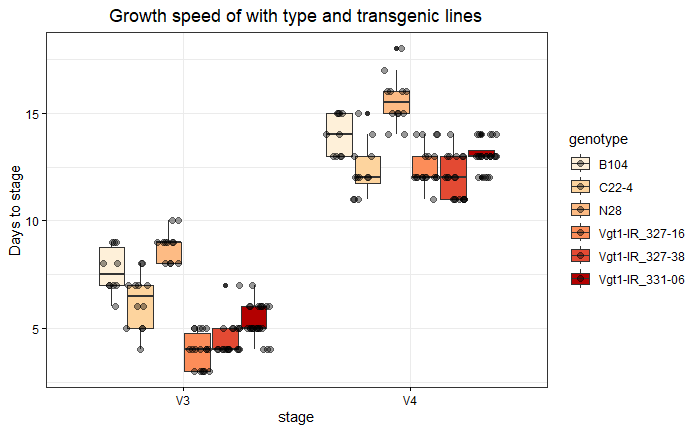 Growth speed of with type and transgenic lines
Days to stage
15
10
5
V3
V4
stage
genotype
B104
C22-4
N28
Vgt1-IR_327-16
Vgt1-IR_327-38
Vgt1-IR_331-06